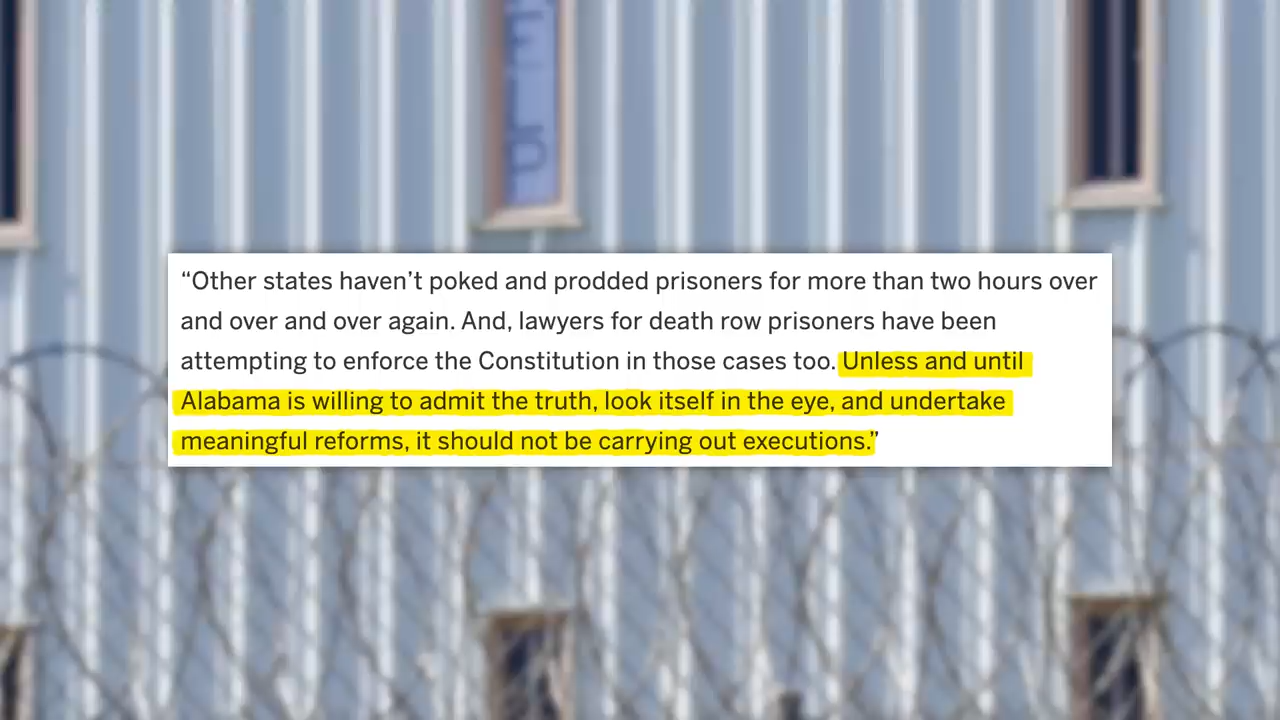 “Other states haven’t poked and prodded prisoners for more than two hours over
and over and over again. And, lawyers for death row prisoners have been
attempting to enforce the Constitution in those cases too. Unless and until
Alabama is willing to admit the truth, look itself in the eye, and undertake
meaningful reforms, it should not be carrying out executions.”